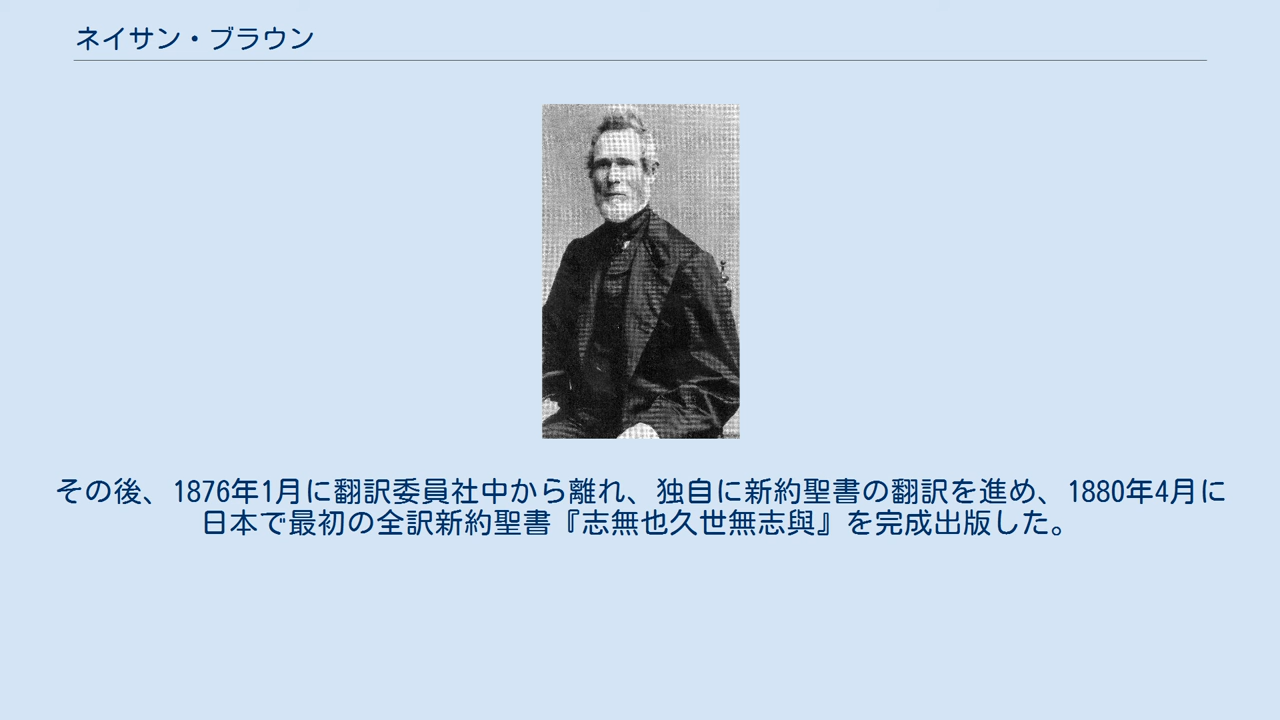 ネイサン・ブラウン
その後、1876年1月に翻訳委員社中から離れ、独自に新約聖書の翻訳を進め、1880年4月に
日本で最初の全訳新約聖書『志無也久世無志與』を完成出版した。